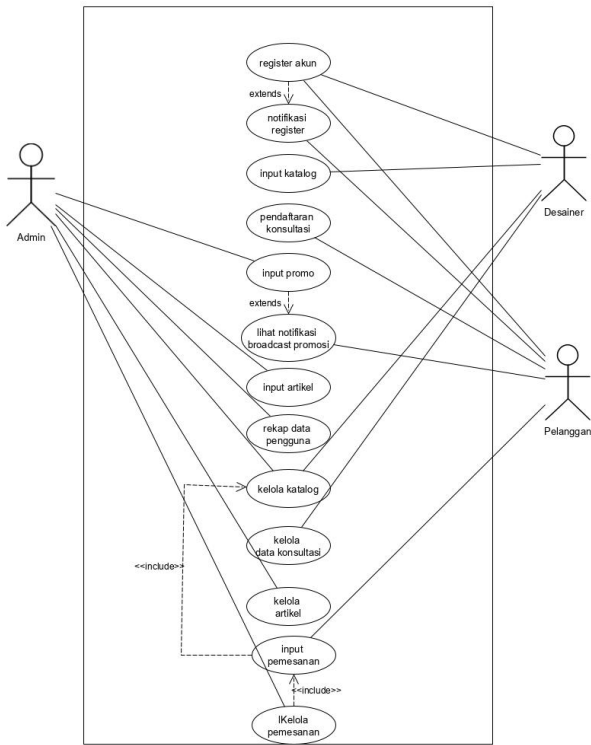 register akun
extends
notifikasi
register
input katalog
Desainer
pendaftaran
konsultasi
Admin
input promo
extends
lihat notifikasi
broadcast promosi
input artikel
Pelanggan
rekap data
pengguna
kelola katalog
kelola
data konsultasi
<<include>>
kelola
artikel
input
pemesanan
<<include>>
lKelola
pemesanan